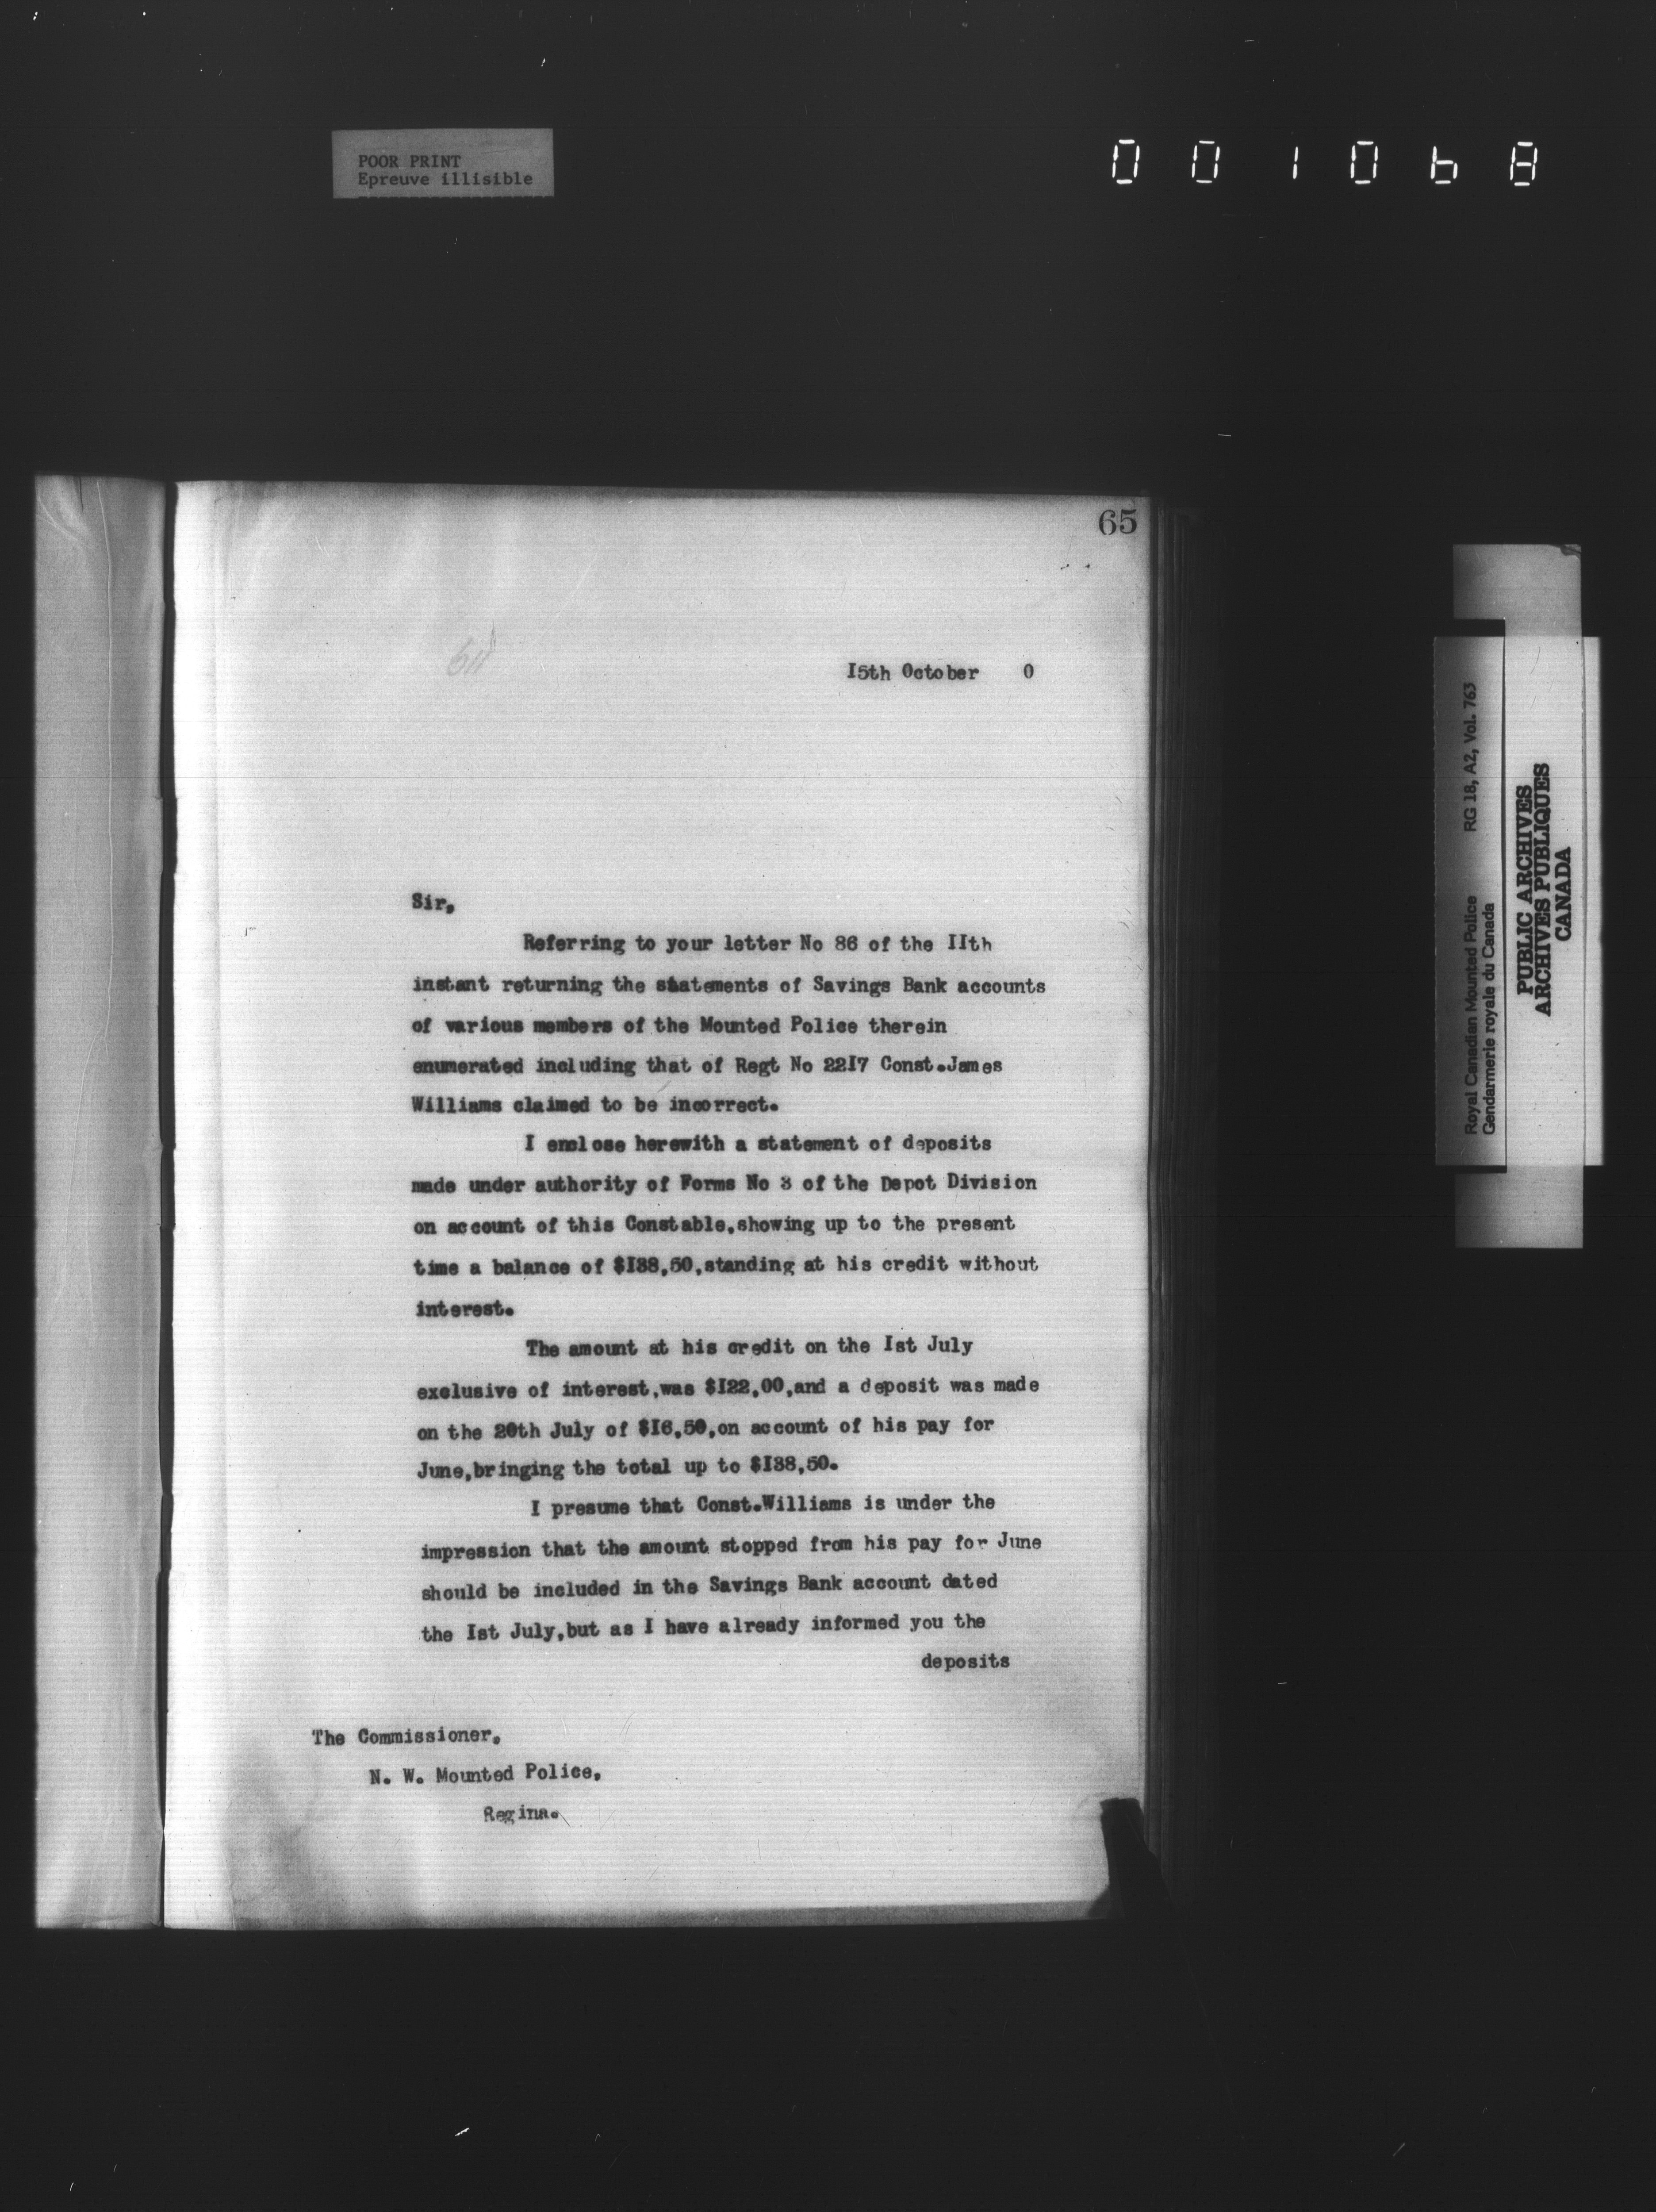 POOR PRINT
Epreuve illisible
001068
65
611
15th October 0
Sir,
Referring to your letter No 86 of the IIth
instant returning the statements of Savings Bank accounts
of various members of the Mounted Police therein
enumerated including that of Regt No 22I7 Const.James
Williams claimed to be incorrect.
I enclose herewith a statement of deposits
made under authority of Forms No 3 of the Depot Division
on account of this Constable,showing up to the present
time a balance of $I38,50,standing at his credit without
interest.
The amount at his credit on the Ist July
exclusive of interest,was $I22,00,and a deposit was made
on the 20th July of $I6,50,on account of his pay for
June,bringing the total up to $I38,50.
I presume that Const.Williams is under the
impression that the amount stopped from his pay for June
should be included in the Savings Bank account dated
the Ist July,but as I have already informed you the
deposits
The Commissioner,
N. W. Mounted Police,
Regina.
Royal Canadian Mounted Police RG 18, A2, Vol. 763
Gendarmerie royale du Canada
PUBLIC ARCHIVES
ARCHIVES PUBLIQUES
CANADA